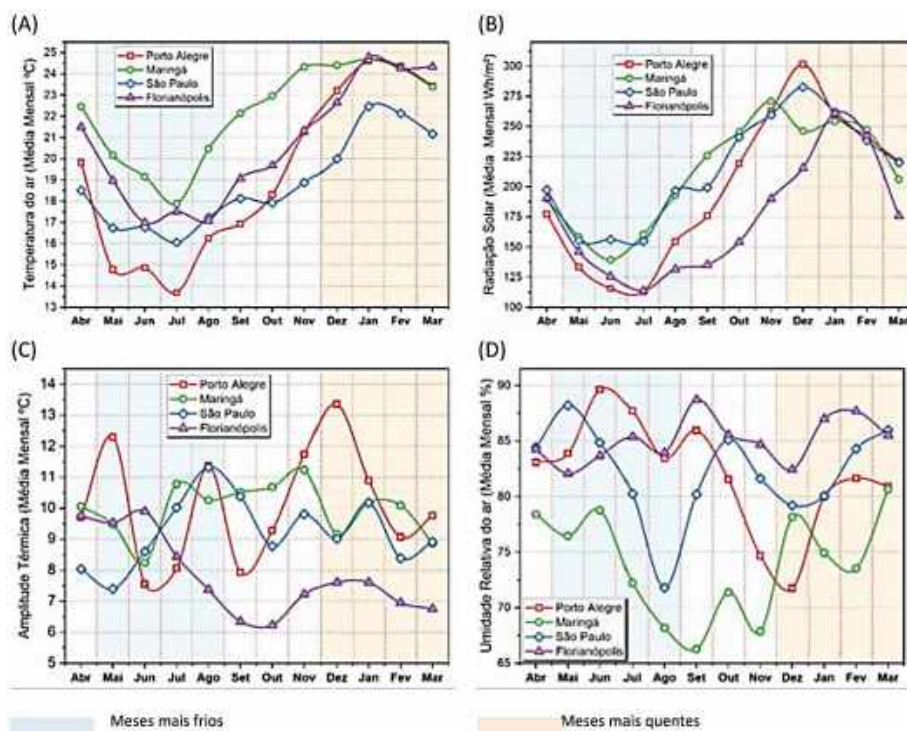 (A)
Temperatura do ar (Média Mensal ºC)
25
24
23
22
21
20
19
18
17
16
15
14
13
Porto Alegre
Maringá
São Paulo
Florianópolis
Abr Mai Jun Jul Ago Set Out Nov Dez Jan Fev Mar
(B)
Radiação Solar (Média Mensal Wh/m²)
300
275
250
225
200
175
150
125
100
Porto Alegre
Maringá
São Paulo
Florianópolis
Abr Mai Jun Jul Ago Set Out Nov Dez Jan Fev Mar
(C)
Amplitude Térmica (Média Mensal ºC)
14
13
12
11
10
9
8
7
6
5
Porto Alegre
Maringá
São Paulo
Florianópolis
Abr Mai Jun Jul Ago Set Out Nov Dez Jan Fev Mar
(D)
Umidade Relativa do ar (Média Mensal %)
90
85
80
75
70
65
Porto Alegre
Maringá
São Paulo
Florianópolis
Abr Mai Jun Jul Ago Set Out Nov Dez Jan Fev Mar
Meses mais frios
Meses mais quentes